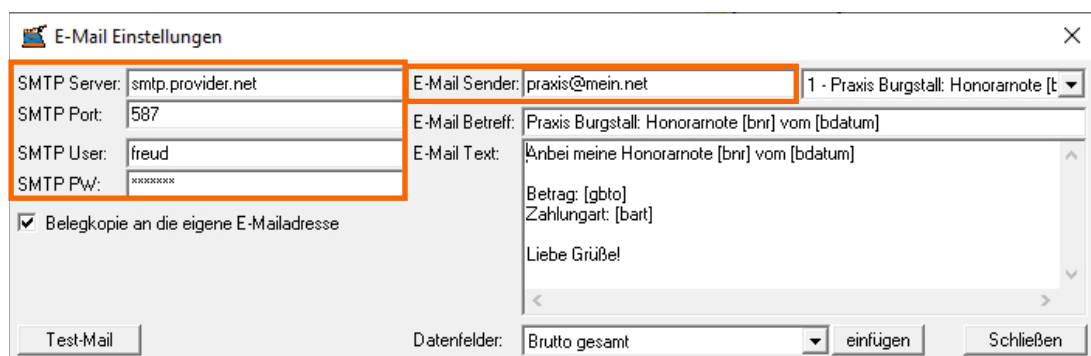 E-Mail Einstellungen
SMTP Server: smtp.provider.net
SMTP Port: 587
SMTP User: freud
SMTP PW: *******
Belegkopie an die eigene E-Mailadresse
E-Mail Sender: praxis@mein.net
1 - Praxis Burgstall: Honorarnote [b
E-Mail Betreff: Praxis Burgstall: Honorarnote [bnr] vom [bdatum]
E-Mail Text: Anbei meine Honorarnote [bnr] vom [bdatum]
Betrag: [gbto]
Zahlungart: [bart]
Liebe Grüße!
Test-Mail
Datenfelder: Brutto gesamt
einfügen
Schließen